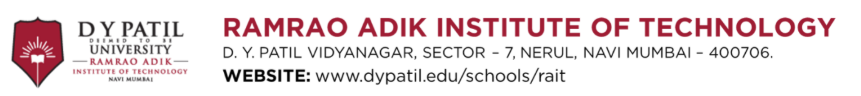 D Y PATIL
DEEMED TO BE
UNIVERSITY
— RAMRAO ADIK —
INSTITUTE OF TECHNOLOGY
NAVI MUMBAI
RAMRAO ADIK INSTITUTE OF TECHNOLOGY
D. Y. PATIL VIDYANAGAR, SECTOR – 7, NERUL, NAVI MUMBAI – 400706.
WEBSITE: www.dypatil.edu/schools/rait